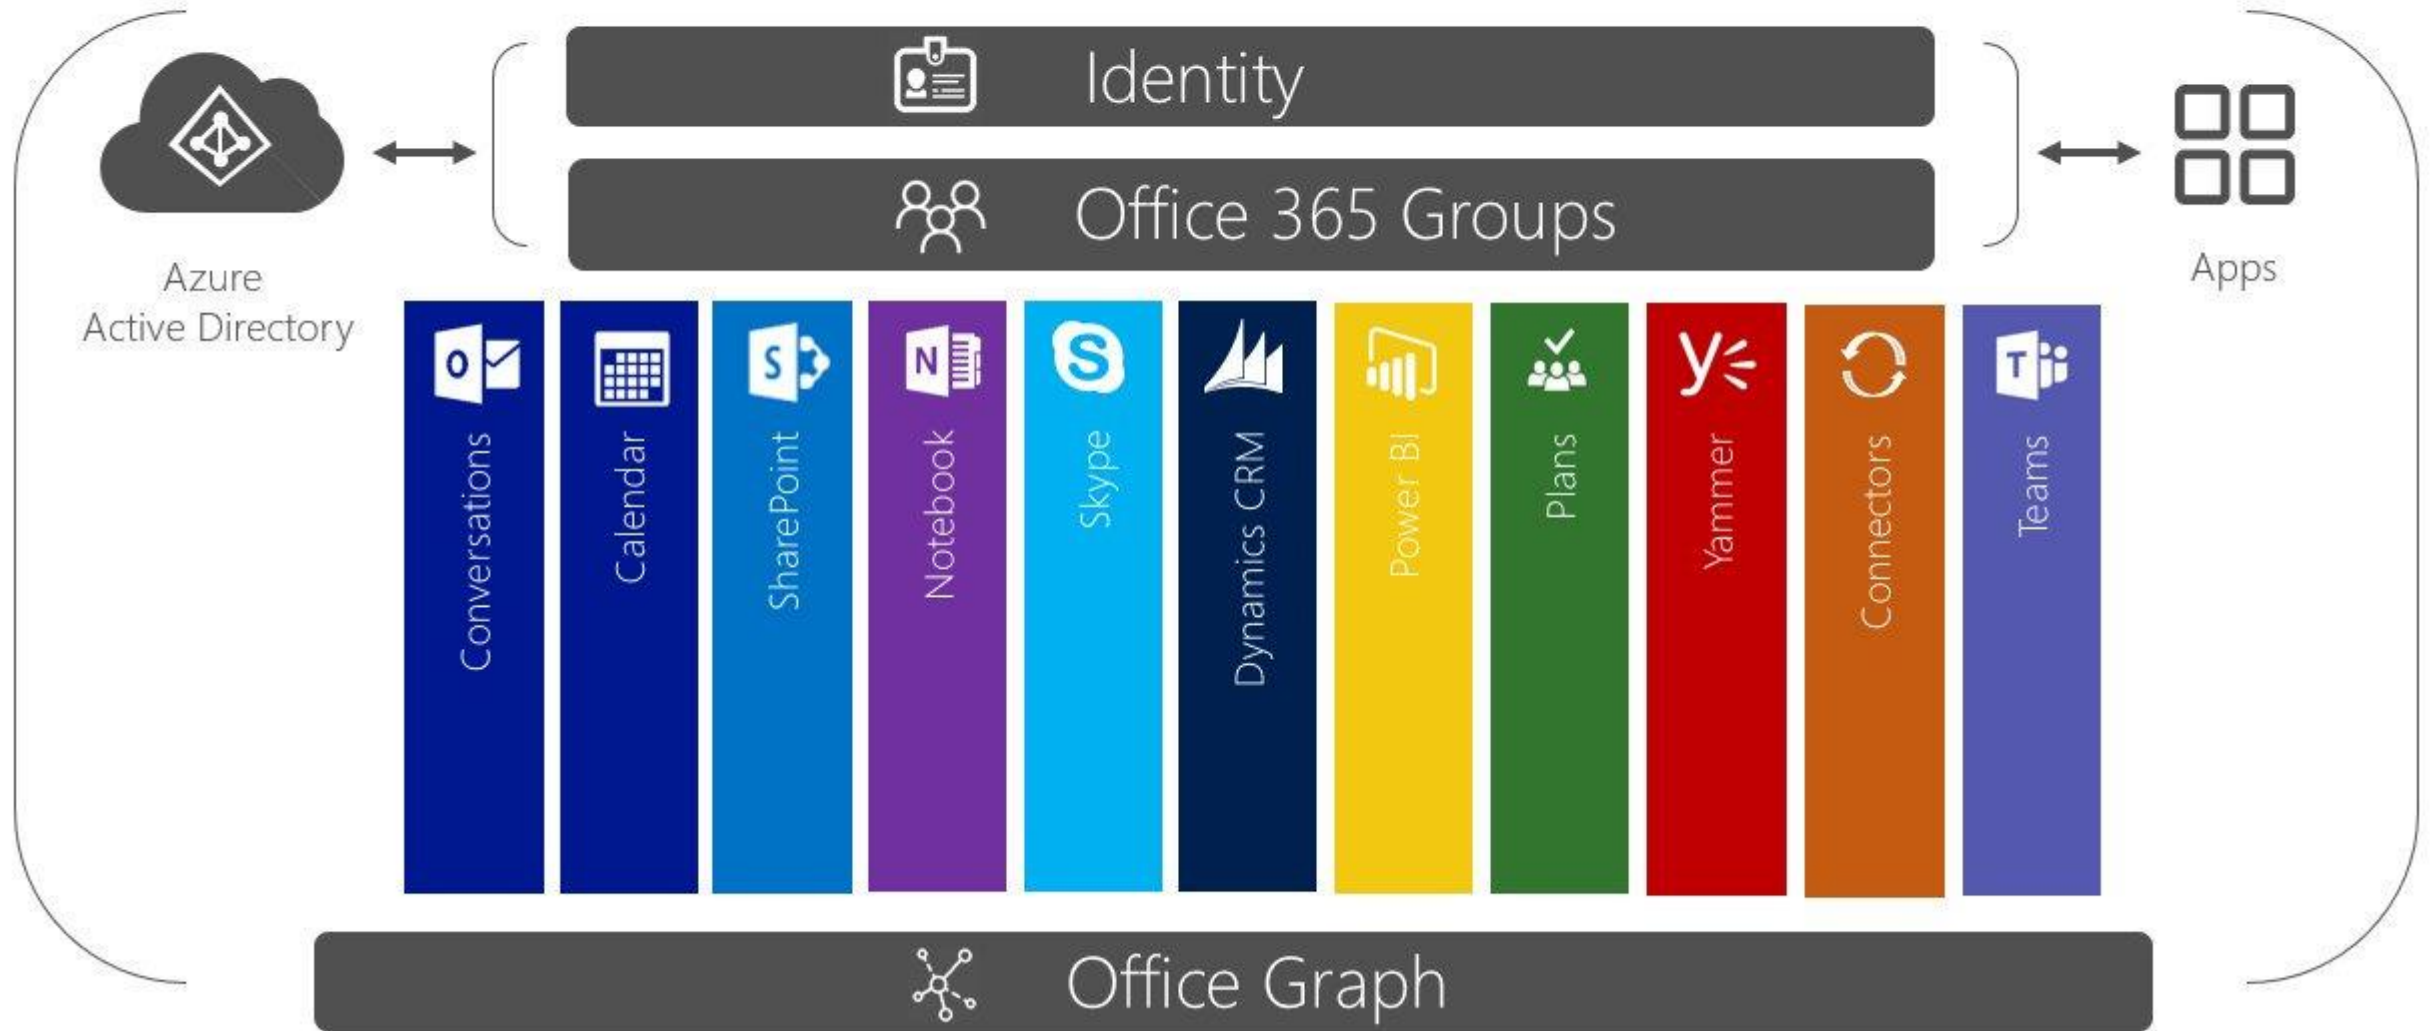 Identity
Office 365 Groups
Azure
Active Directory
Apps
O
Conversations
Calendar
S
SharePoint
N
Notebook
S
Skype
Dynamics CRM
Power BI
Plans
y
Yammer
Connectors
T
Teams
Office Graph